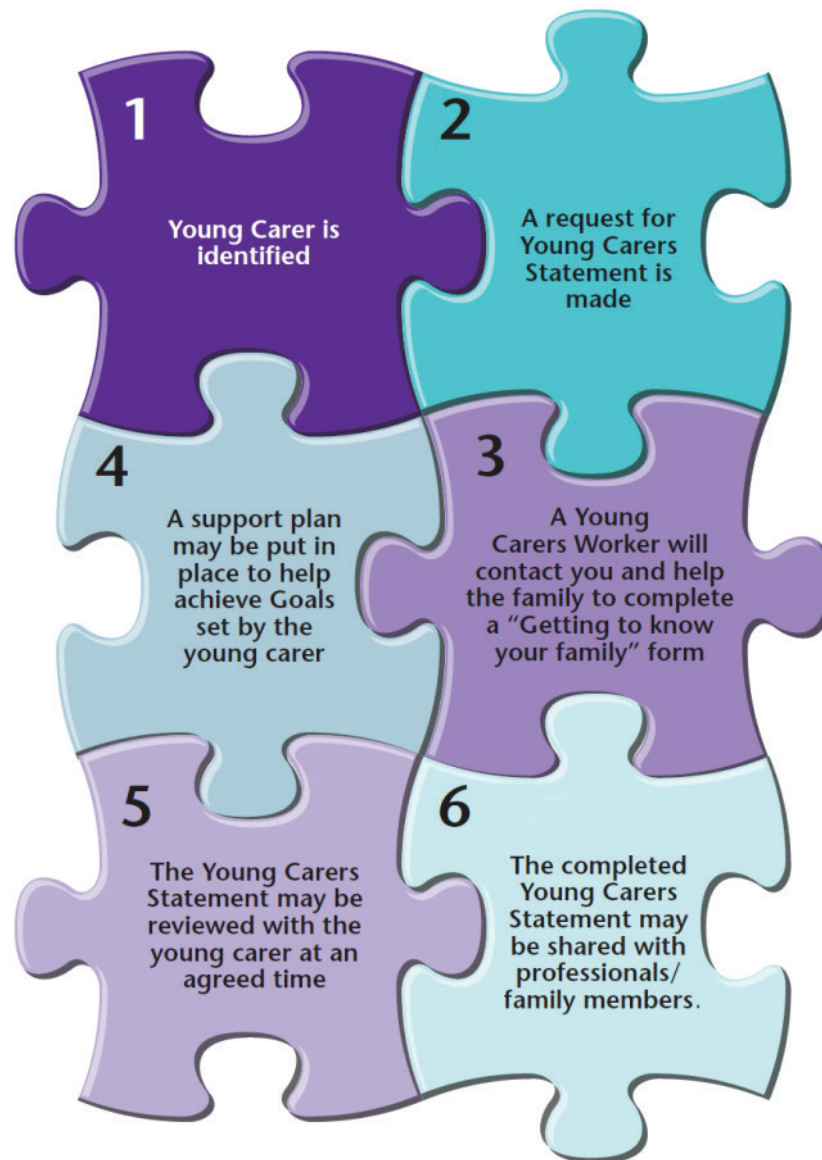 1
Young Carer is
identified
2
A request for
Young Carers
Statement is
made
3
A Young
Carers Worker will
contact you and help
the family to complete
a “Getting to know
your family” form
4
A support plan
may be put in
place to help
achieve Goals
set by the
young carer
5
The Young Carers
Statement may be
reviewed with the
young carer at an
agreed time
6
The completed
Young Carers
Statement may
be shared with
professionals/
family members.